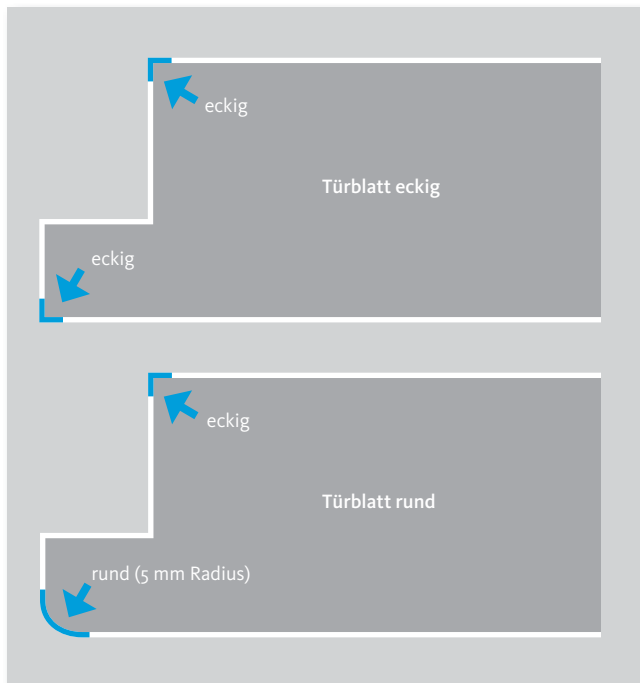 eckig
Türblatt eckig
eckig
eckig
Türblatt rund
rund (5 mm Radius)